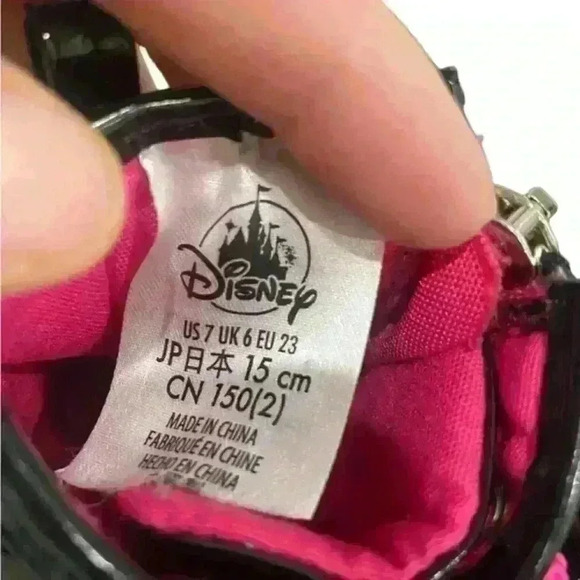 Disney
US 7 UK 6 EU 23
JP日本 15 cm
CN 150(2)
MADE IN CHINA
FABRIQUÉ EN CHINE
HECHO EN CHINA